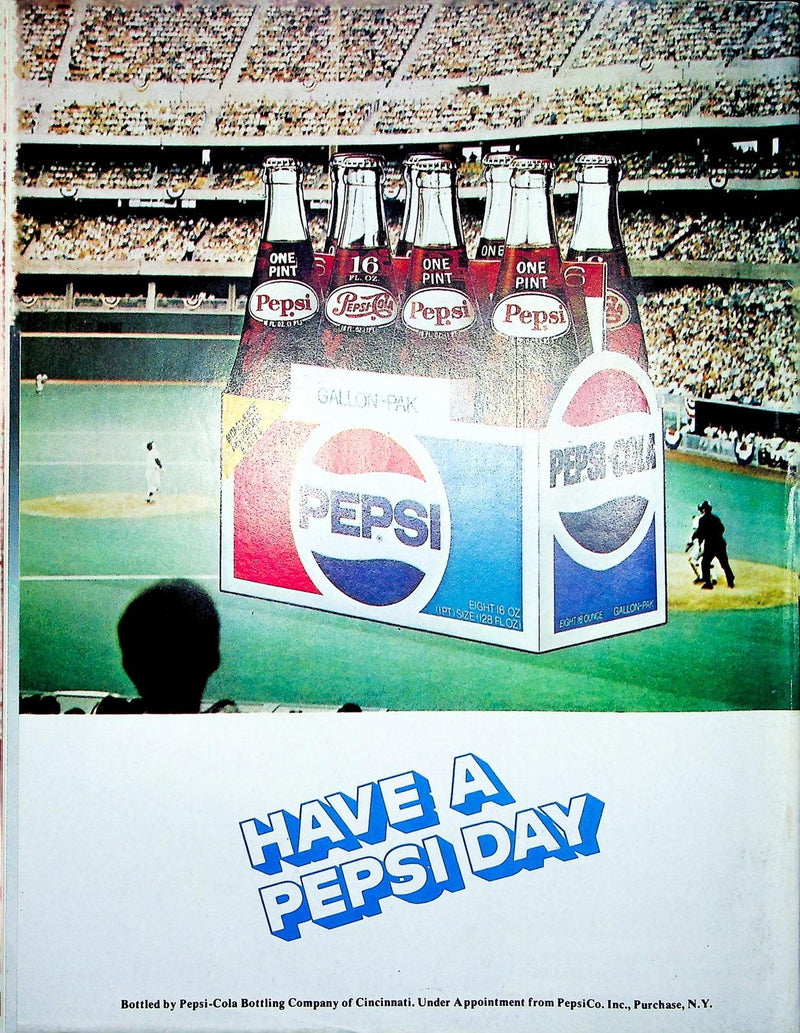 ONE
PINT
Pepsi
16
FL. OZ.
PEPSI-COLA
ONE
PINT
Pepsi
ONE
ONE
PINT
Pepsi
16
GALLON-PAK
PEPSI
EIGHT 16 OZ
(1 PT) SIZE (128 FL OZ)
PEPSI-COLA
EIGHT 16 OUNCE GALLON-PAK
HAVE A
PEPSI DAY
Bottled by Pepsi-Cola Bottling Company of Cincinnati. Under Appointment from PepsiCo. Inc., Purchase, N.Y.